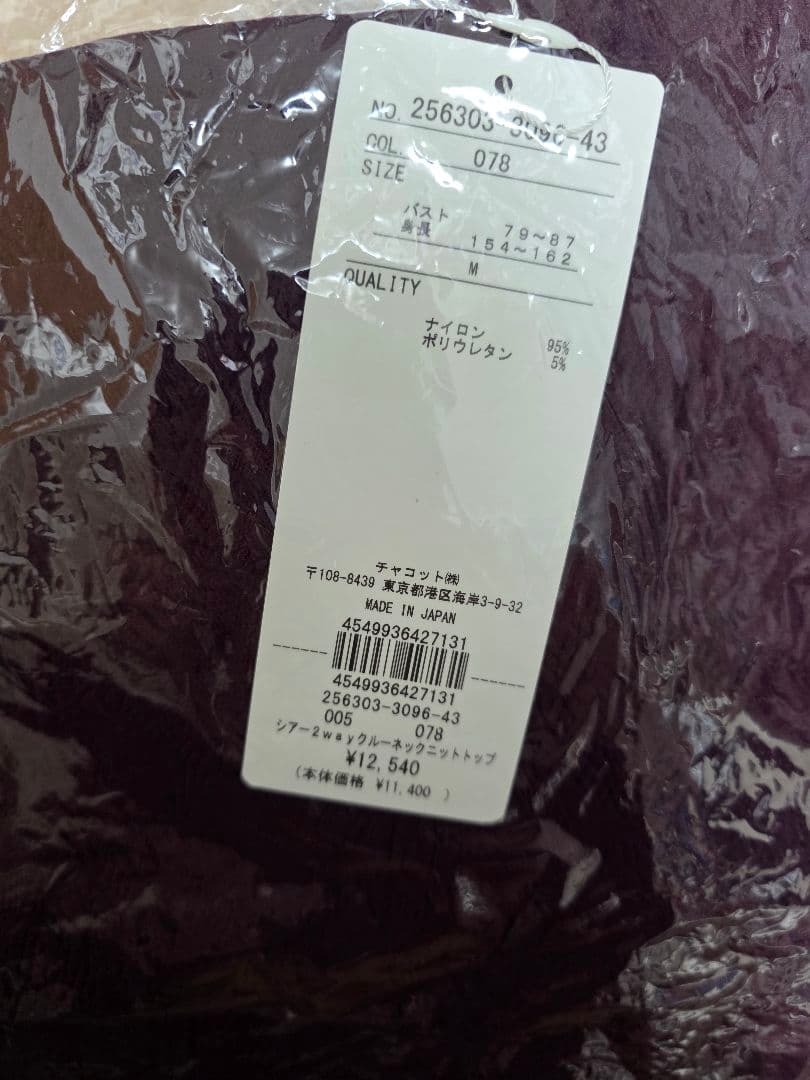 NO. 256303-3096-43
COL. 078
SIZE
バスト 79~87
身長 154~162
M
QUALITY
ナイロン 95%
ポリウレタン 5%
チャコット㈱
〒108-8439 東京都港区海岸3-9-32
MADE IN JAPAN
4549936427131
4549936427131
256303-3096-43
005 078
シアー2wayクルーネックニットトップ
¥12,540
(本体価格 ¥11,400 )